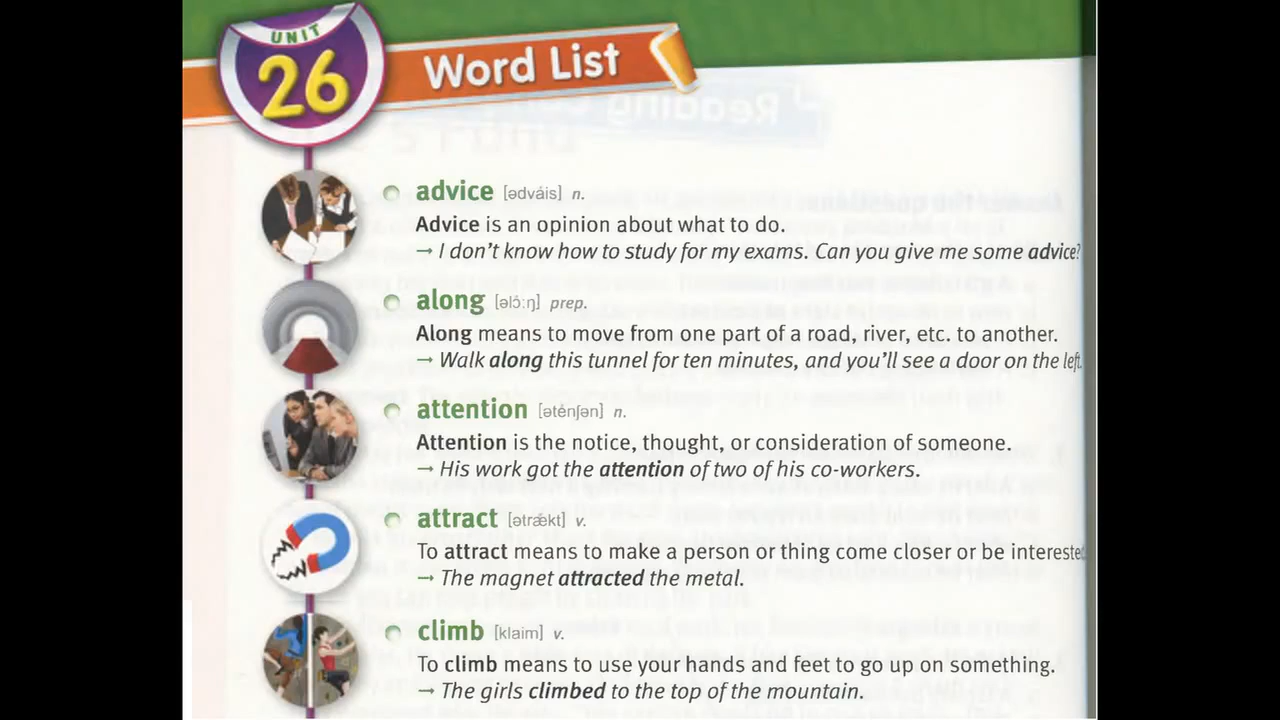 UNIT
26
Word List
advice [ədváis] n.
Advice is an opinion about what to do.
→ I don't know how to study for my exams. Can you give me some advice?
along [əlɔ́ːŋ] prep.
Along means to move from one part of a road, river, etc. to another.
→ Walk along this tunnel for ten minutes, and you'll see a door on the left.
attention [əténʃən] n.
Attention is the notice, thought, or consideration of someone.
→ His work got the attention of two of his co-workers.
attract [ətrǽkt] v.
To attract means to make a person or thing come closer or be interested
→ The magnet attracted the metal.
climb [klaim] v.
To climb means to use your hands and feet to go up on something.
→ The girls climbed to the top of the mountain.